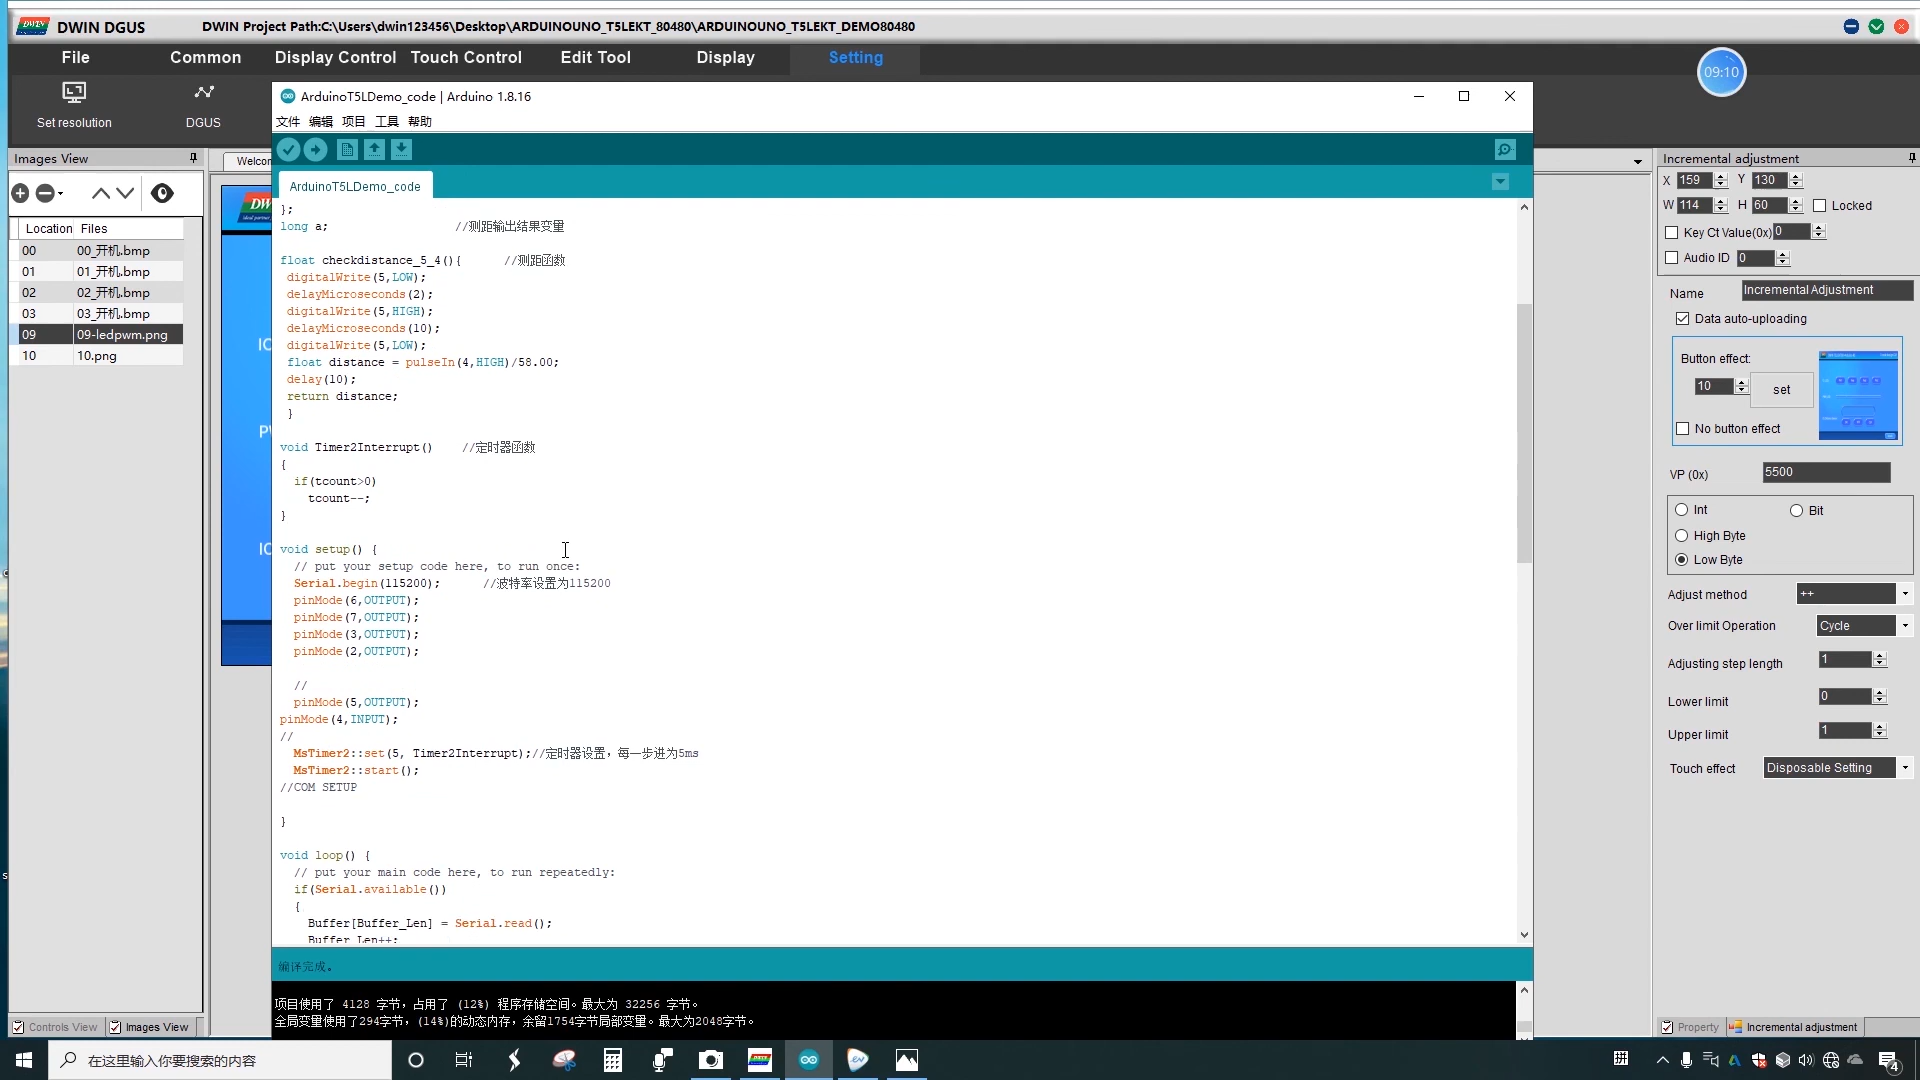 DWIN DGUS
DWIN Project Path:C:\Users\dwin123456\Desktop\ARDUINOUNO_T5LEKT_80480\ARDUINOUNO_T5LEKT_DEMO80480
File Common Display Control Touch Control Edit Tool Display Setting
09:10
Set resolution
DGUS
ArduinoT5LDemo_code | Arduino 1.8.16
文件 编辑 项目 工具 帮助
Images View
Location Files
00 00_开机.bmp
01 01_开机.bmp
02 02_开机.bmp
03 03_开机.bmp
09 09-ledpwm.png
10 10.png
Controls View
Images View
Welcon
ArduinoT5LDemo_code
};
long a; //测距输出结果变量
float checkdistance_5_4(){ //测距函数
digitalWrite(5,LOW);
delayMicroseconds(2);
digitalWrite(5,HIGH);
delayMicroseconds(10);
digitalWrite(5,LOW);
float distance = pulseIn(4,HIGH)/58.00;
delay(10);
return distance;
}
void Timer2Interrupt() //定时器函数
{
if(tcount>0)
tcount--;
}
void setup() {
// put your setup code here, to run once:
Serial.begin(115200); //波特率设置为115200
pinMode(6,OUTPUT);
pinMode(7,OUTPUT);
pinMode(3,OUTPUT);
pinMode(2,OUTPUT);
//
pinMode(5,OUTPUT);
pinMode(4,INPUT);
//
MsTimer2::set(5, Timer2Interrupt);//定时器设置，每一步进为5ms
MsTimer2::start();
//COM SETUP
}
void loop() {
// put your main code here, to run repeatedly:
if(Serial.available())
{
Buffer[Buffer_Len] = Serial.read();
Buffer_Len++;
编译完成。
项目使用了 4128 字节，占用了 (12%) 程序存储空间。最大为 32256 字节。
全局变量使用了294字节，(14%)的动态内存，余留1754字节局部变量。最大为2048字节。
Incremental adjustment
X 159 Y 130
W 114 H 60 Locked
Key Ct Value(0x) 0
Audio ID 0
Name Incremental Adjustment
Data auto-uploading
Button effect:
10 set
No button effect
VP (0x) 5500
Int Bit
High Byte
Low Byte
Adjust method ++
Over limit Operation Cycle
Adjusting step length 1
Lower limit 0
Upper limit 1
Touch effect Disposable Setting
Property
Incremental adjustment
在这里输入你要搜索的内容
拼
4